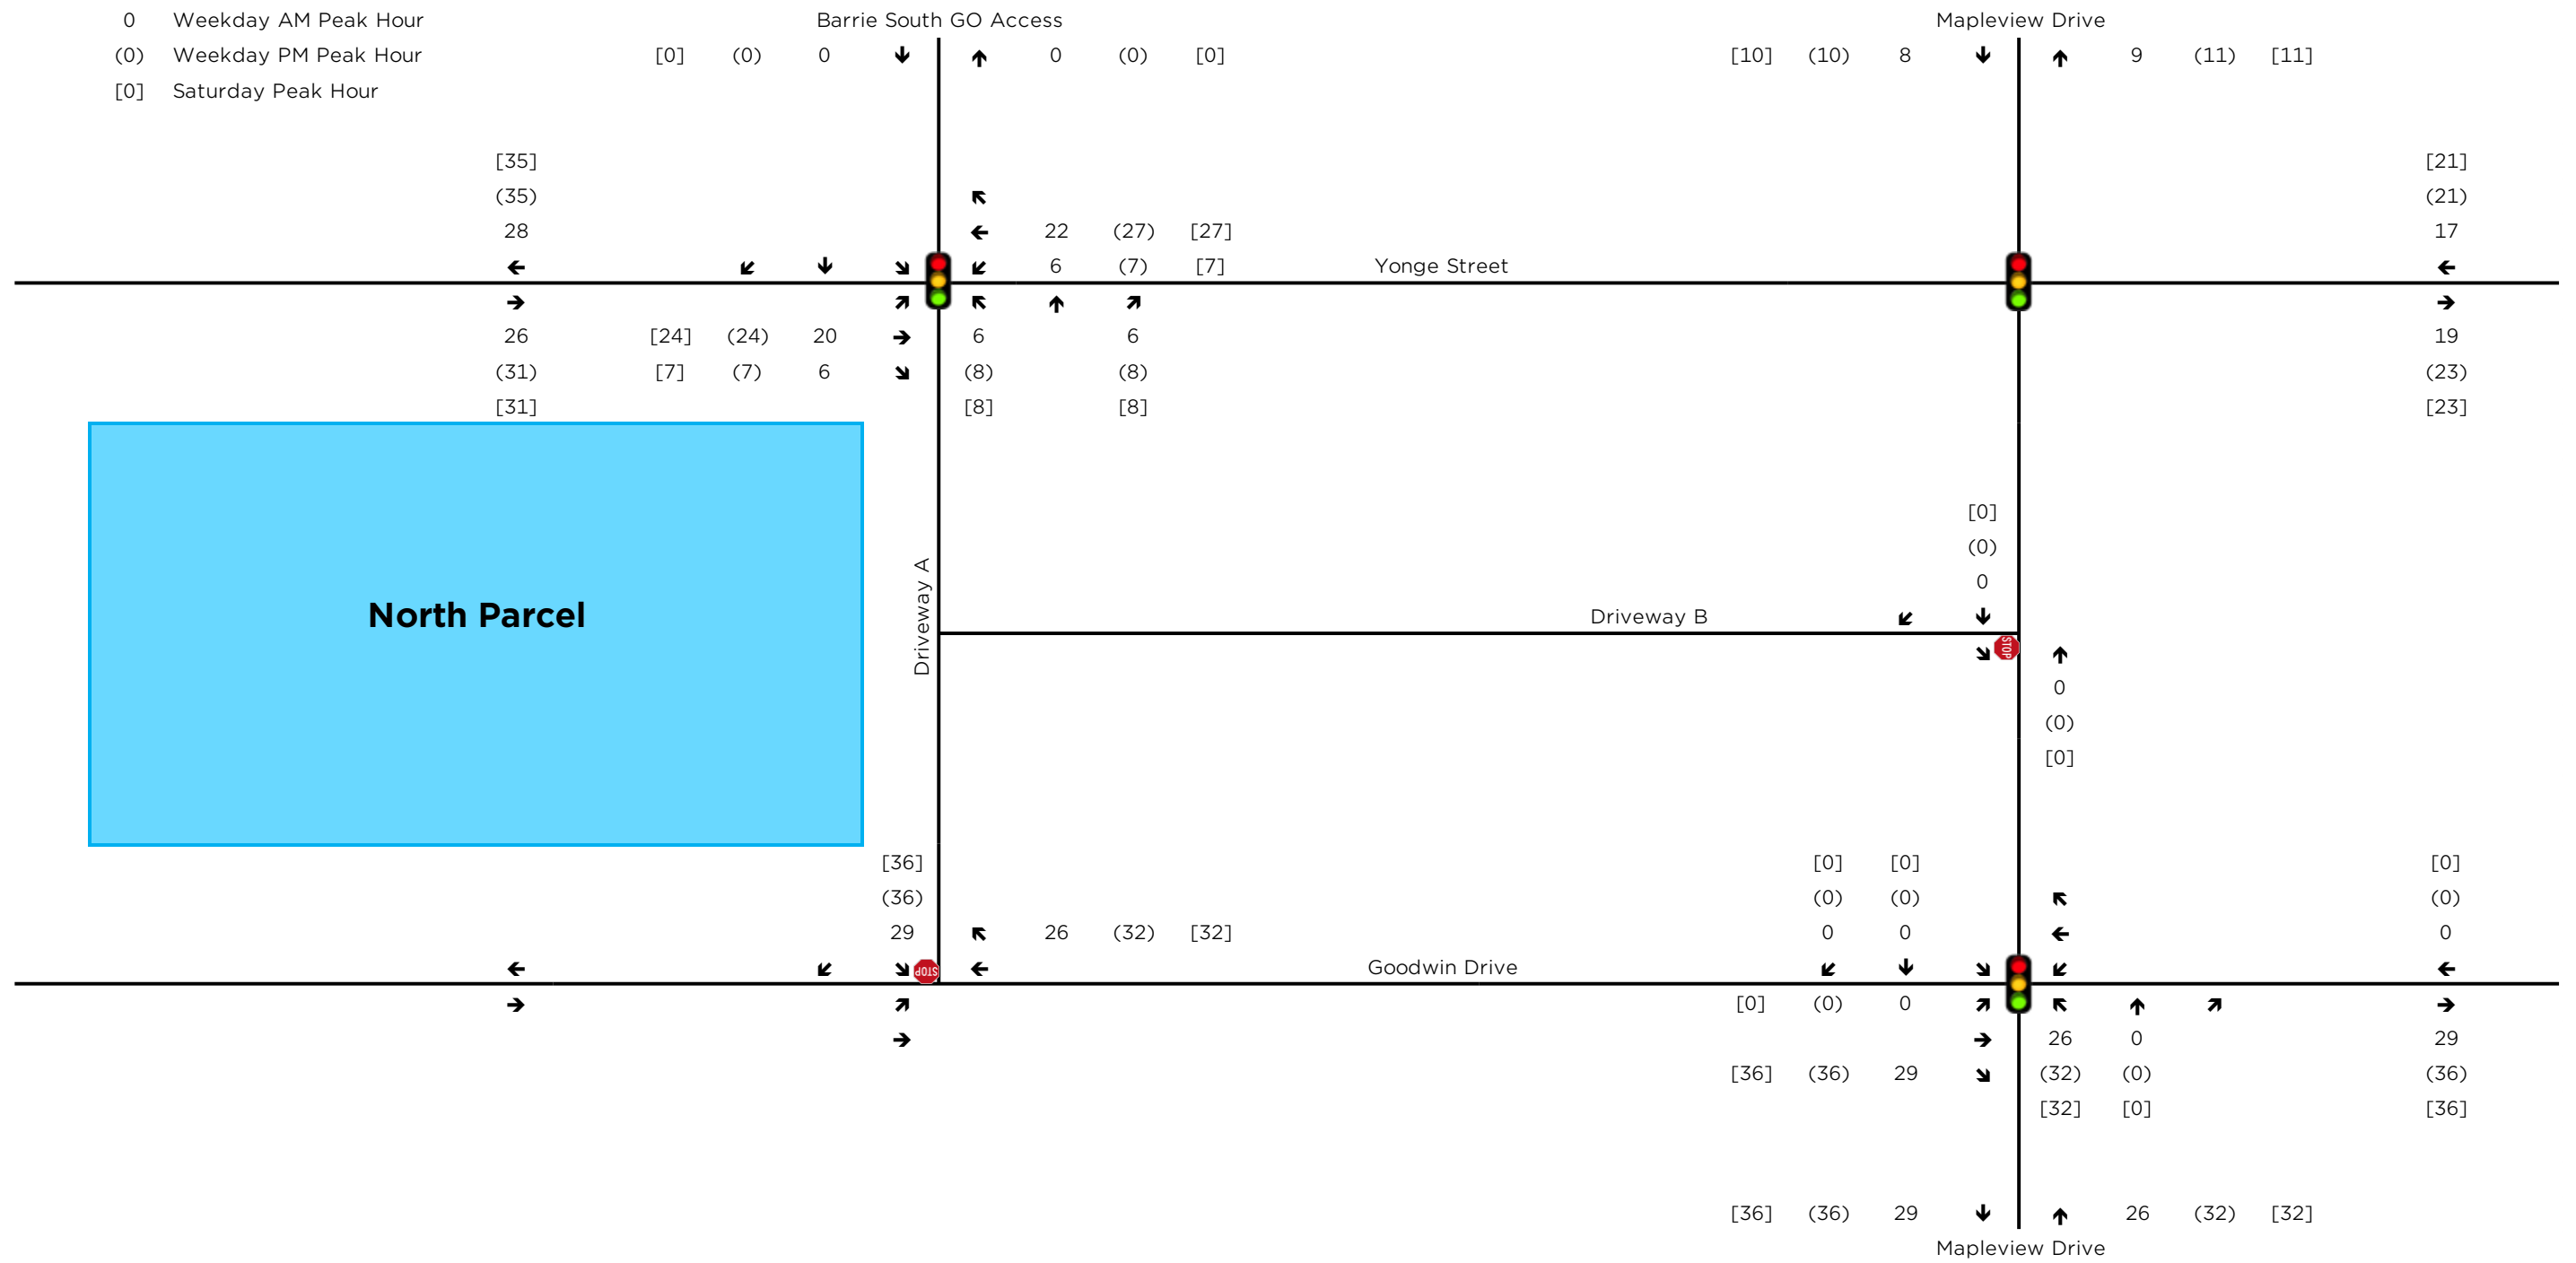 0 Weekday AM Peak Hour Barrie South GO Access Mapleview Drive
(0) Weekday PM Peak Hour [0] (0) 0 0 (0) [0] [10] (10) 8 9 (11) [11]
[0] Saturday Peak Hour
[35] [21]
(35) (21)
28 22 (27) [27] 17
6 (7) [7] Yonge Street
26 [24] (24) 20 6 6 19
(31) [7] (7) 6 (8) (8) (23)
[31] [8] [8] [23]
[0]
(0)
0
North Parcel
Driveway A
Driveway B
STOP
0
(0)
[0]
[36] [0] [0] [0]
(36) (0) (0) (0)
29 26 (32) [32] 0 0 0
STOP Goodwin Drive
[0] (0) 0
26 0 29
[36] (36) 29 (32) (0) (36)
[32] [0] [36]
[36] (36) 29 26 (32) [32]
Mapleview Drive